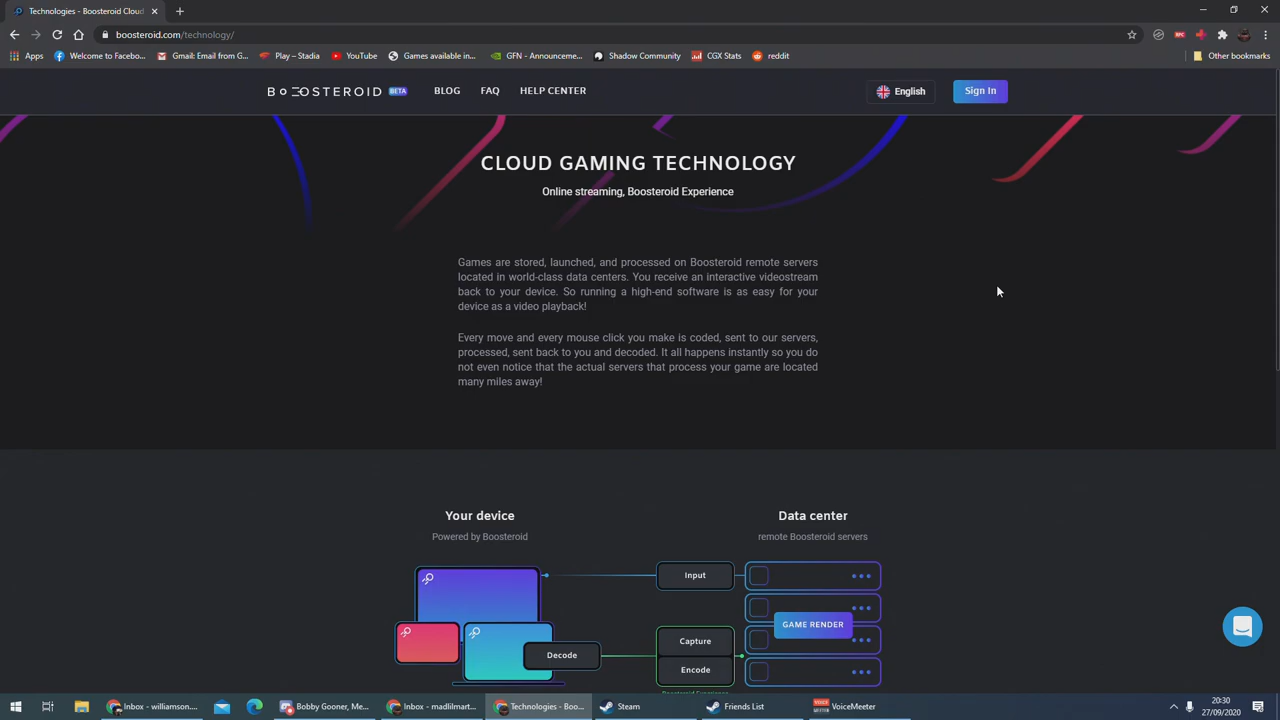 Technologies - Boosteroid Cloud
boosteroid.com/technology/
Apps
Welcome to Facebo...
Gmail: Email from G...
Play – Stadia
YouTube
Games available in...
GFN - Announceme...
Shadow Community
CGX Stats
reddit
Other bookmarks
BOOSTEROID BETA
BLOG
FAQ
HELP CENTER
English
Sign In
CLOUD GAMING TECHNOLOGY
Online streaming, Boosteroid Experience
Games are stored, launched, and processed on Boosteroid remote servers
located in world-class data centers. You receive an interactive videostream
back to your device. So running a high-end software is as easy for your
device as a video playback!
Every move and every mouse click you make is coded, sent to our servers,
processed, sent back to you and decoded. It all happens instantly so you do
not even notice that the actual servers that process your game are located
many miles away!
Your device
Powered by Boosteroid
Data center
remote Boosteroid servers
Input
GAME RENDER
Capture
Decode
Encode
Boosteroid Experience
Inbox - williamson....
Bobby Gooner, Me...
Inbox - madlilmart...
Technologies - Boo...
Steam
Friends List
VoiceMeeter
20:30
27/09/2020